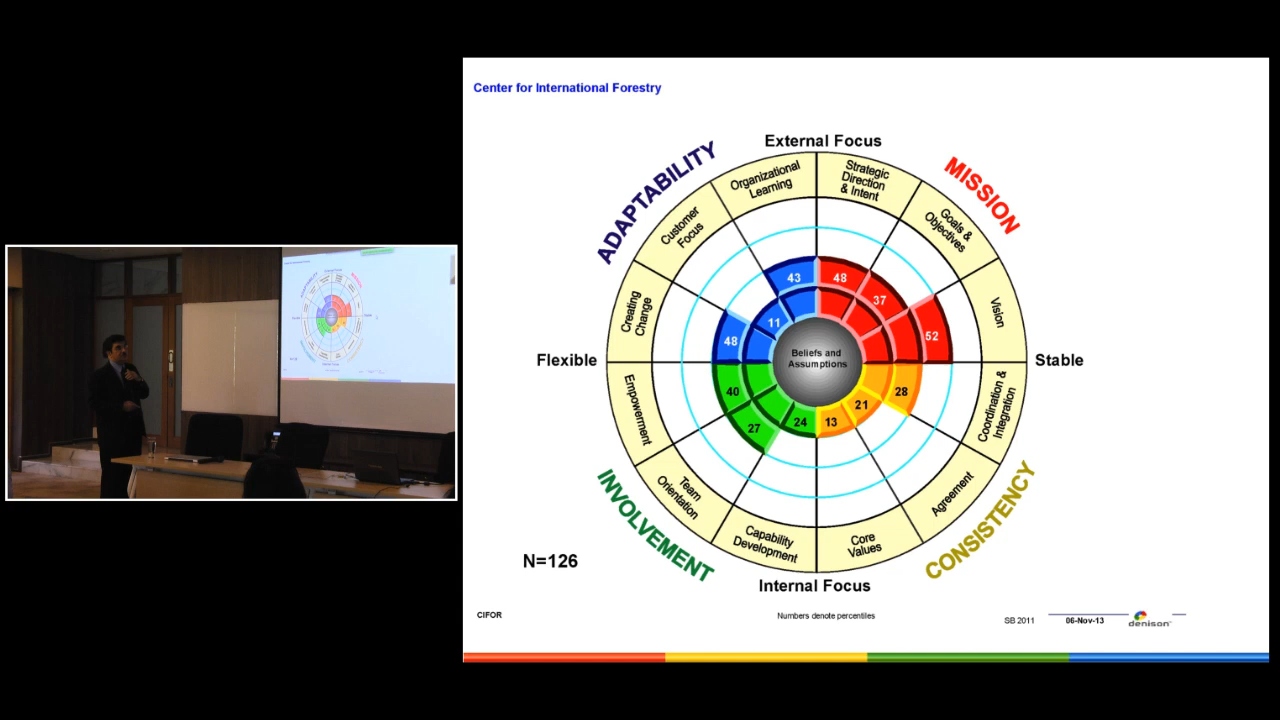 Center for International Forestry
External Focus
ADAPTABILITY
MISSION
Organizational
Learning
Strategic
Direction
& Intent
Customer
Focus
Goals &
Objectives
Creating
Change
Vision
43
48
37
11
48
52
Flexible
Beliefs and
Assumptions
Stable
40
28
27
24
13
21
Empowerment
Coordination &
Integration
Team
Orientation
Agreement
Capability
Development
Core
Values
INVOLVEMENT
CONSISTENCY
N=126
Internal Focus
CIFOR
Numbers denote percentiles
SB 2011
06-Nov-13
denison